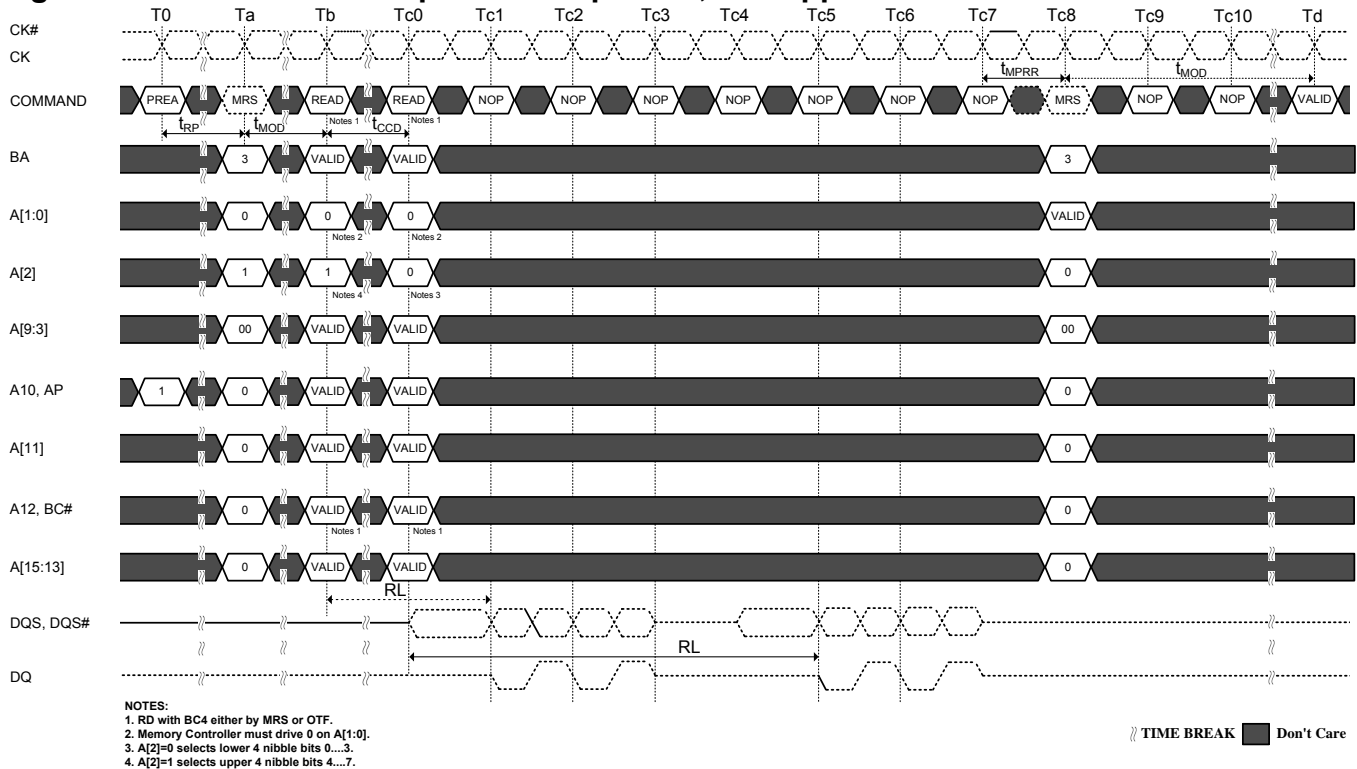 T0 Ta Tb Tc0 Tc1 Tc2 Tc3 Tc4 Tc5 Tc6 Tc7 Tc8 Tc9 Tc10 Td
CK#
CK
tMPRR tMOD
COMMAND PREA MRS READ READ NOP NOP NOP NOP NOP NOP NOP MRS NOP NOP VALID
Notes 1 Notes 1
tRP tMOD tCCD
BA 3 VALID VALID 3
A[1:0] 0 0 0 VALID
Notes 2 Notes 2
A[2] 1 1 0 0
Notes 4 Notes 3
A[9:3] 00 VALID VALID 00
A10, AP 1 0 VALID VALID 0
A[11] 0 VALID VALID 0
A12, BC# 0 VALID VALID 0
Notes 1 Notes 1
A[15:13] 0 VALID VALID 0
RL
DQS, DQS#
RL
DQ
NOTES:
1. RD with BC4 either by MRS or OTF.
2. Memory Controller must drive 0 on A[1:0].
3. A[2]=0 selects lower 4 nibble bits 0....3.
4. A[2]=1 selects upper 4 nibble bits 4....7.
TIME BREAK Don't Care